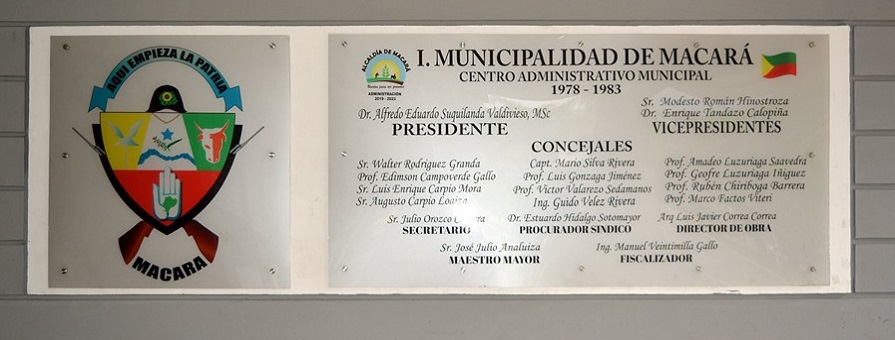 AQUI EMPIEZA LA PATRIA
MACARA
ALCALDÍA DE MACARÁ
ADMINISTRACIÓN
2019 - 2023
I. MUNICIPALIDAD DE MACARÁ
CENTRO ADMINISTRATIVO MUNICIPAL
1978 - 1983
Dr. Alfredo Eduardo Suquilanda Valdivieso, MSc
PRESIDENTE
Sr. Modesto Román Hinostroza
Dr. Enrique Tandazo Calopiña
VICEPRESIDENTES
CONCEJALES
Sr. Walter Rodríguez Granda
Prof. Edimson Campoverde Gallo
Sr. Luis Enrique Carpio Mora
Sr. Augusto Carpio Loaiza
Capt. Mario Silva Rivera
Prof. Luis Gonzaga Jiménez
Prof. Victor Valarezo Sedamanos
Ing. Guido Velez Rivera
Prof. Amadeo Luzuriaga Saavedra
Prof. Geofre Luzuriaga Iñiguez
Prof. Rubén Chiriboga Barrera
Prof. Marco Factos Viteri
Sr. Julio Orozco
SECRETARIO
Dr. Estuardo Hidalgo Sotomayor
PROCURADOR SINDICO
Arq Luis Javier Correa Correa
DIRECTOR DE OBRA
Sr. José Julio Analuiza
MAESTRO MAYOR
Ing. Manuel Veintimilla Gallo
FISCALIZADOR